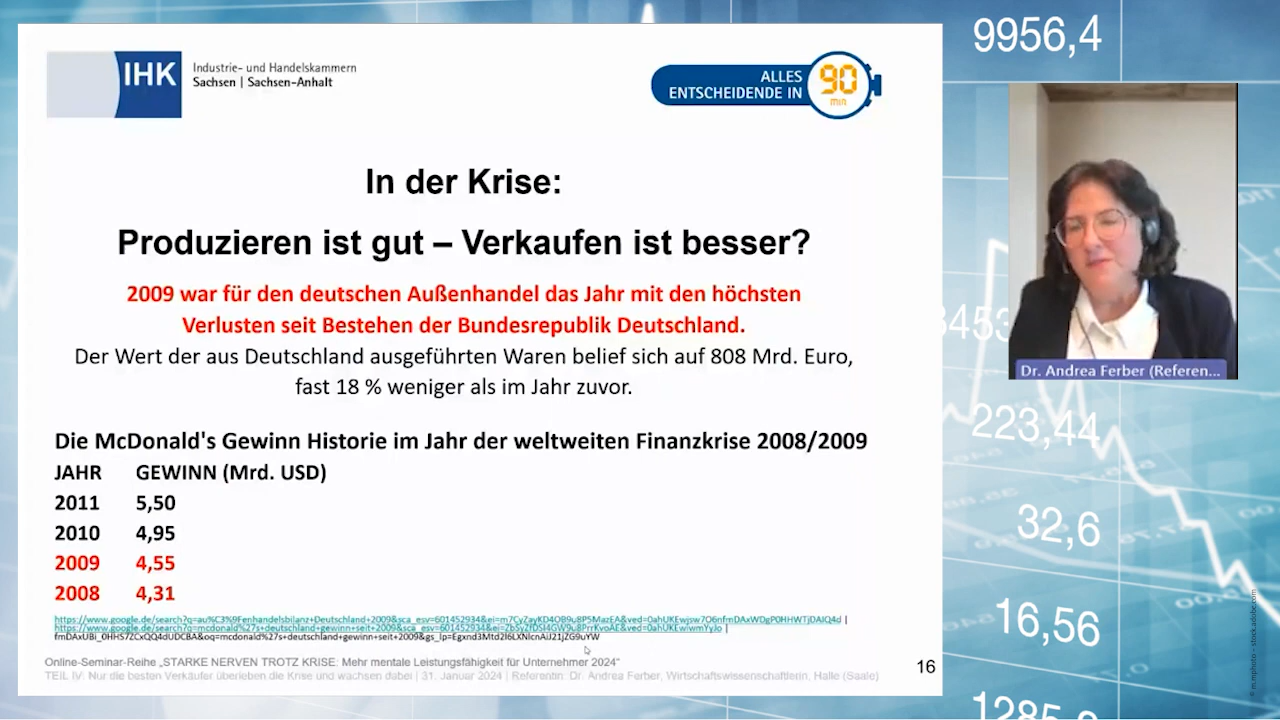 IHK
Industrie- und Handelskammern
Sachsen | Sachsen-Anhalt
ALLES
ENTSCHEIDENDE IN
90
min
In der Krise:
Produzieren ist gut – Verkaufen ist besser?
2009 war für den deutschen Außenhandel das Jahr mit den höchsten
Verlusten seit Bestehen der Bundesrepublik Deutschland.
Der Wert der aus Deutschland ausgeführten Waren belief sich auf 808 Mrd. Euro,
fast 18 % weniger als im Jahr zuvor.
Die McDonald's Gewinn Historie im Jahr der weltweiten Finanzkrise 2008/2009
JAHR GEWINN (Mrd. USD)
2011 5,50
2010 4,95
2009 4,55
2008 4,31
Online-Seminar-Reihe „STARKE NERVEN TROTZ KRISE: Mehr mentale Leistungsfähigkeit für Unternehmer 2024“
TEIL IV: Nur die besten Verkäufer überleben die Krise und wachsen dabei | 31. Januar 2024 | Referentin: Dr. Andrea Ferber, Wirtschaftswissenschaftlerin, Halle (Saale)
16
9956,4
Dr. Andrea Ferber (Referen...
223,44
32,6
16,56